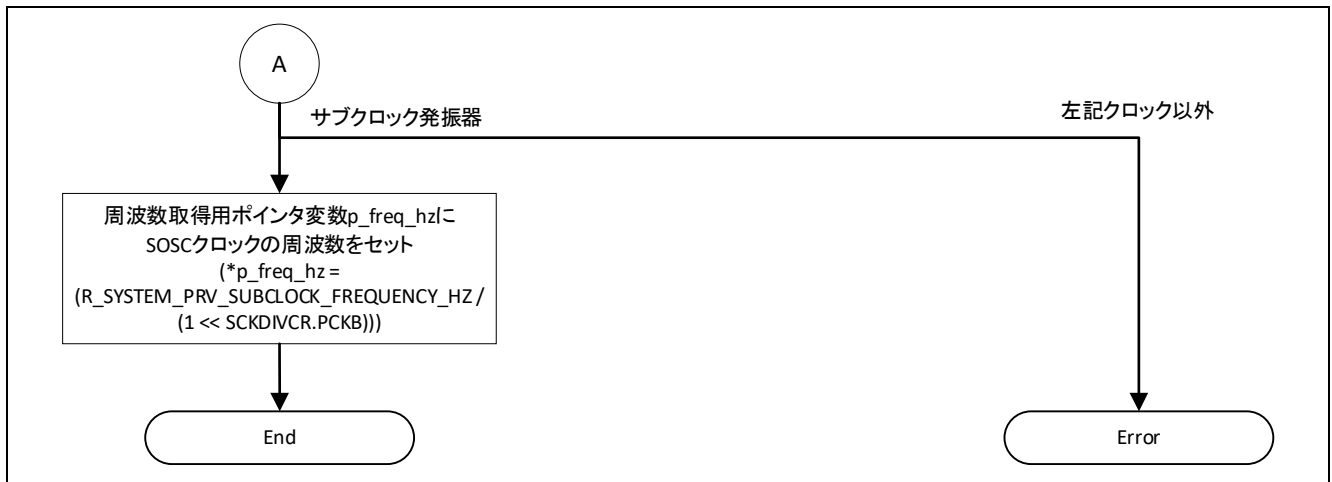 A
サブクロック発振器
左記クロック以外
周波数取得用ポインタ変数p_freq_hzに
SOSCクロックの周波数をセット
(*p_freq_hz =
(R_SYSTEM_PRV_SUBCLOCK_FREQUENCY_HZ /
(1 << SCKDIVCR.PCKB)))
End
Error